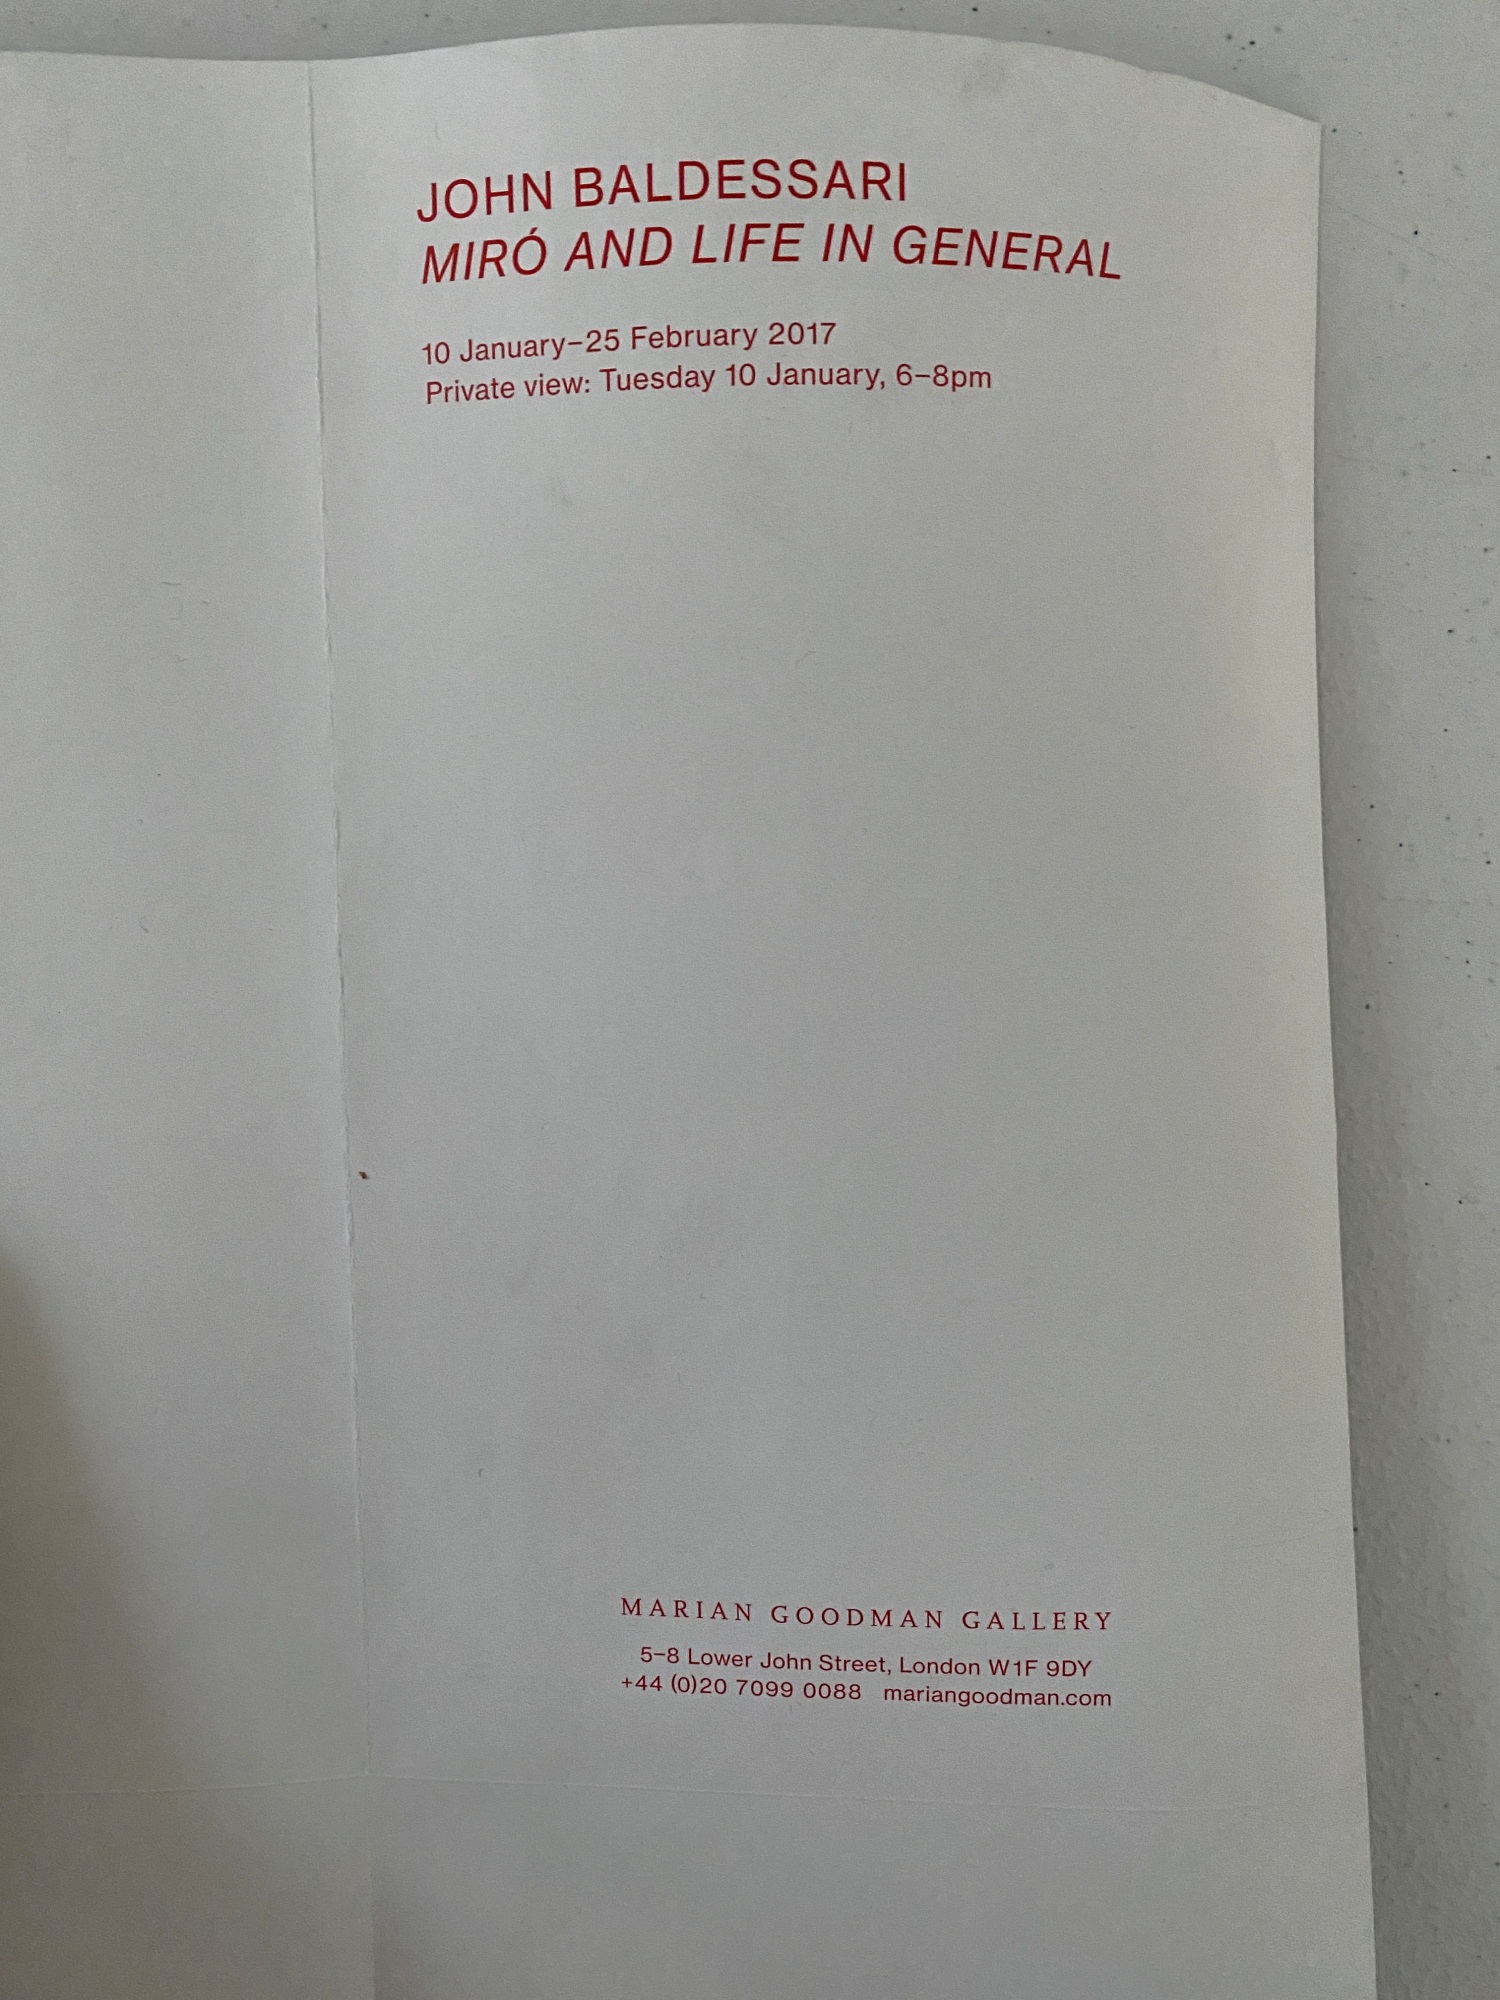 JOHN BALDESSARI
MIRÓ AND LIFE IN GENERAL
10 January–25 February 2017
Private view: Tuesday 10 January, 6–8pm
MARIAN GOODMAN GALLERY
5–8 Lower John Street, London W1F 9DY
+44 (0)20 7099 0088 mariangoodman.com